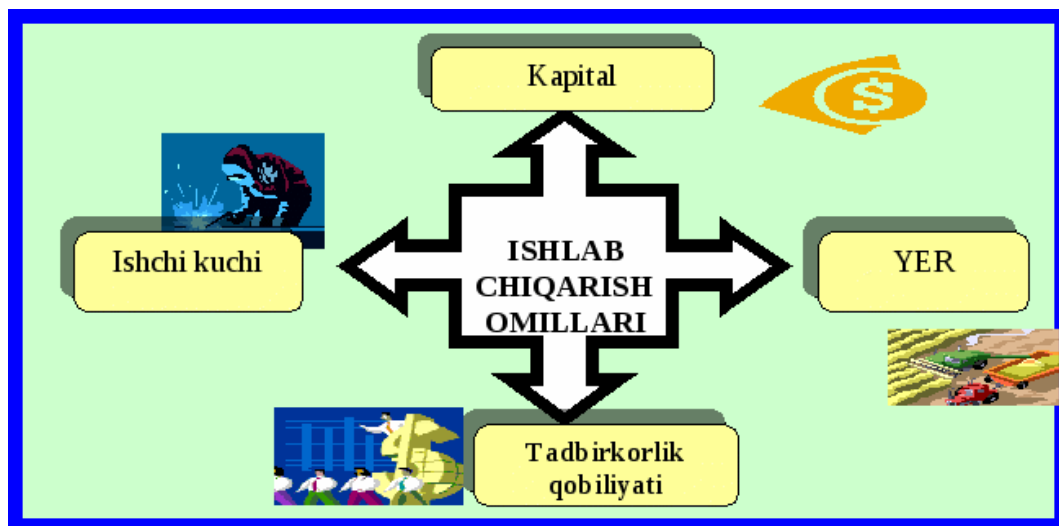 Kapital
Ishchi kuchi
ISHLAB
CHIQARISH
OMILLARI
YER
Tadbirkorlik
qobiliyati